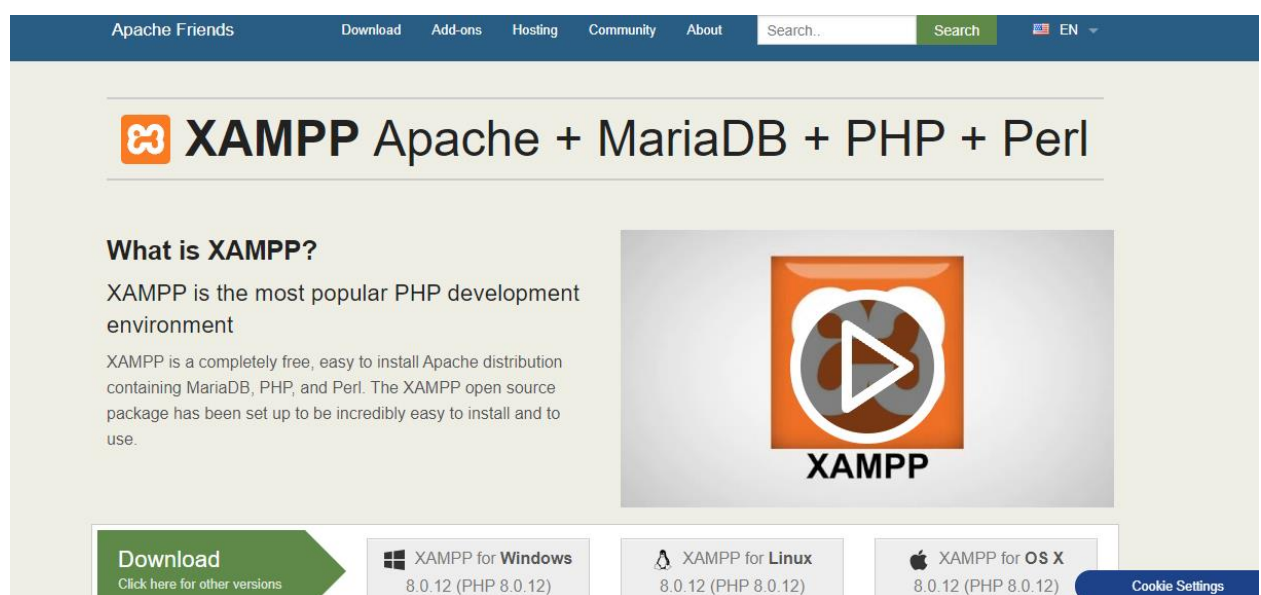 Apache Friends Download Add-ons Hosting Community About Search.. Search EN
XAMPP Apache + MariaDB + PHP + Perl
What is XAMPP?
XAMPP is the most popular PHP development
environment
XAMPP is a completely free, easy to install Apache distribution
containing MariaDB, PHP, and Perl. The XAMPP open source
package has been set up to be incredibly easy to install and to
use.
XAMPP
Download
Click here for other versions
XAMPP for Windows
8.0.12 (PHP 8.0.12)
XAMPP for Linux
8.0.12 (PHP 8.0.12)
XAMPP for OS X
8.0.12 (PHP 8.0.12)
Cookie Settings